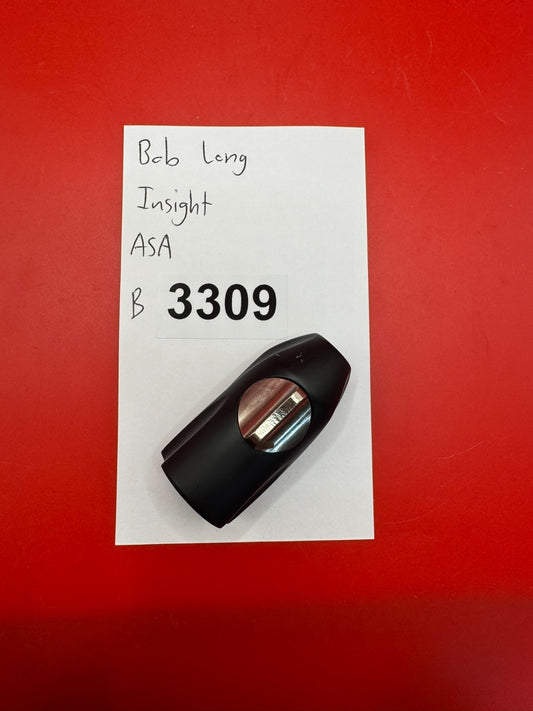 Bob Long
Insight
ASA
B 3309